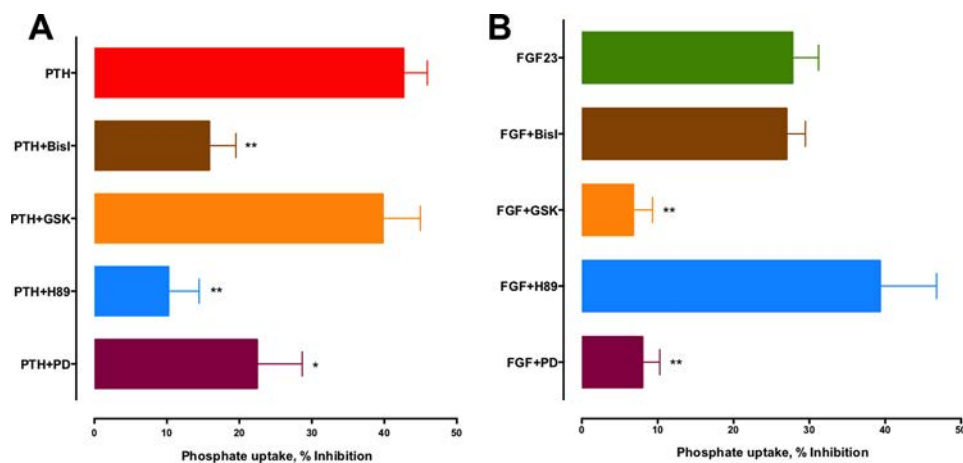 A
PTH
PTH+BisI
**
PTH+GSK
PTH+H89
**
PTH+PD
*
0 10 20 30 40 50
Phosphate uptake, % Inhibition
B
FGF23
FGF+BisI
FGF+GSK
**
FGF+H89
FGF+PD
**
0 10 20 30 40 50
Phosphate uptake, % Inhibition